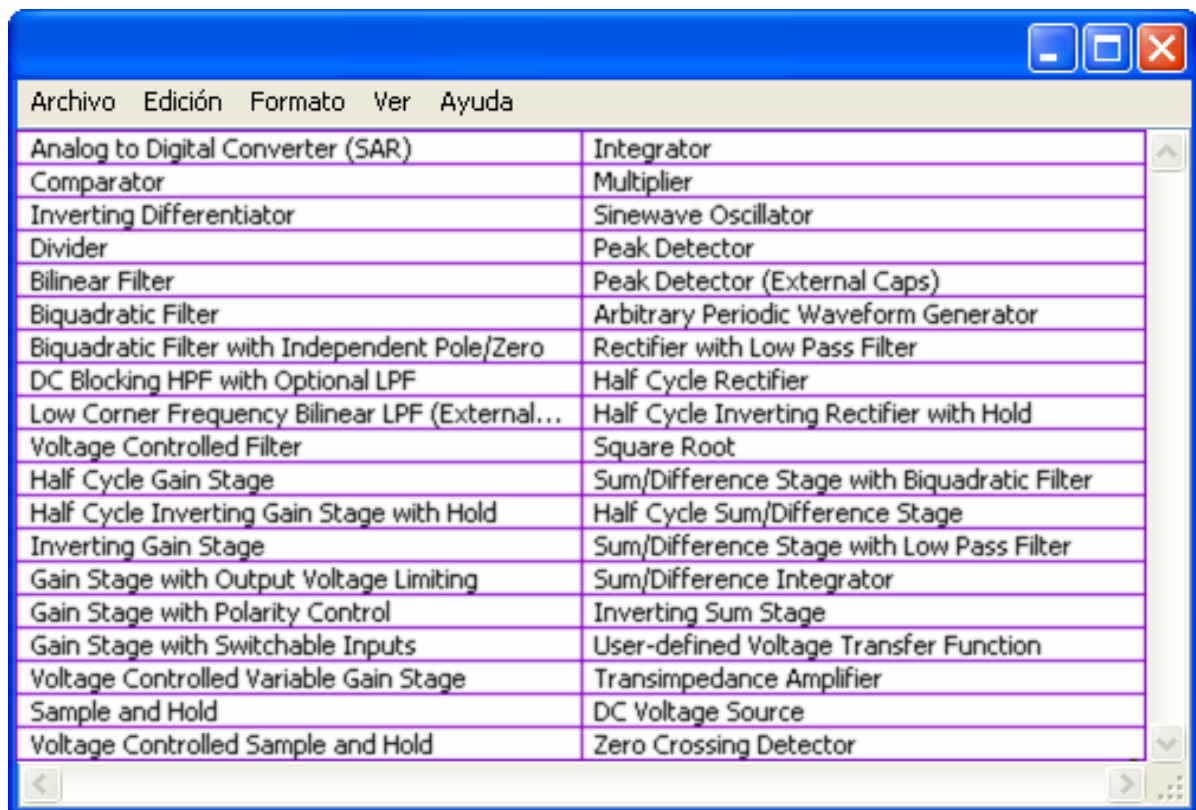 Archivo Edición Formato Ver Ayuda
Analog to Digital Converter (SAR) Integrator
Comparator Multiplier
Inverting Differentiator Sinewave Oscillator
Divider Peak Detector
Bilinear Filter Peak Detector (External Caps)
Biquadratic Filter Arbitrary Periodic Waveform Generator
Biquadratic Filter with Independent Pole/Zero Rectifier with Low Pass Filter
DC Blocking HPF with Optional LPF Half Cycle Rectifier
Low Corner Frequency Bilinear LPF (External... Half Cycle Inverting Rectifier with Hold
Voltage Controlled Filter Square Root
Half Cycle Gain Stage Sum/Difference Stage with Biquadratic Filter
Half Cycle Inverting Gain Stage with Hold Half Cycle Sum/Difference Stage
Inverting Gain Stage Sum/Difference Stage with Low Pass Filter
Gain Stage with Output Voltage Limiting Sum/Difference Integrator
Gain Stage with Polarity Control Inverting Sum Stage
Gain Stage with Switchable Inputs User-defined Voltage Transfer Function
Voltage Controlled Variable Gain Stage Transimpedance Amplifier
Sample and Hold DC Voltage Source
Voltage Controlled Sample and Hold Zero Crossing Detector